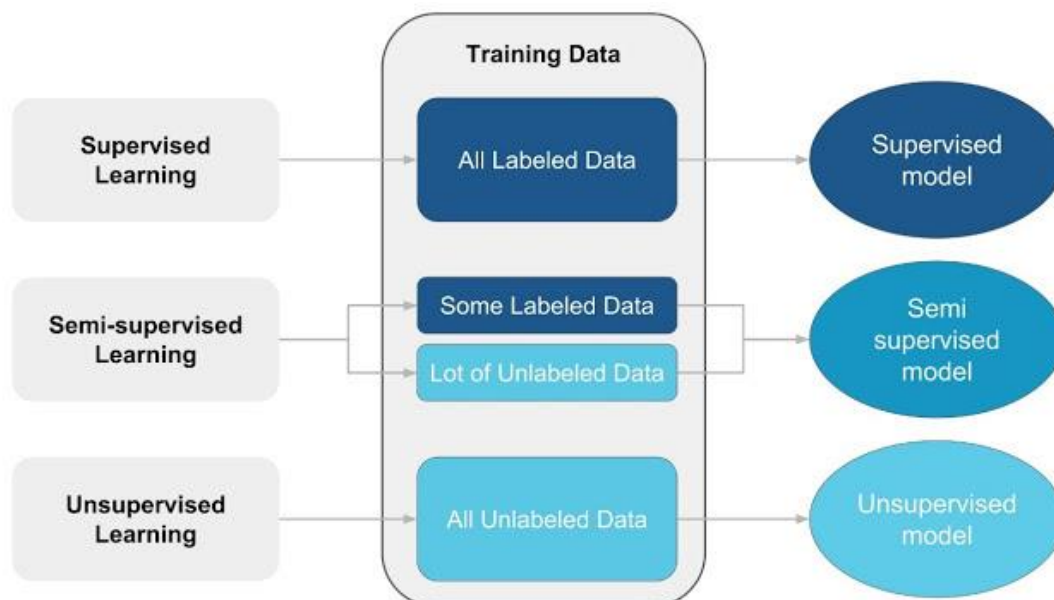 Training Data
Supervised
Learning
All Labeled Data
Supervised
model
Semi-supervised
Learning
Some Labeled Data
Lot of Unlabeled Data
Semi
supervised
model
Unsupervised
Learning
All Unlabeled Data
Unsupervised
model